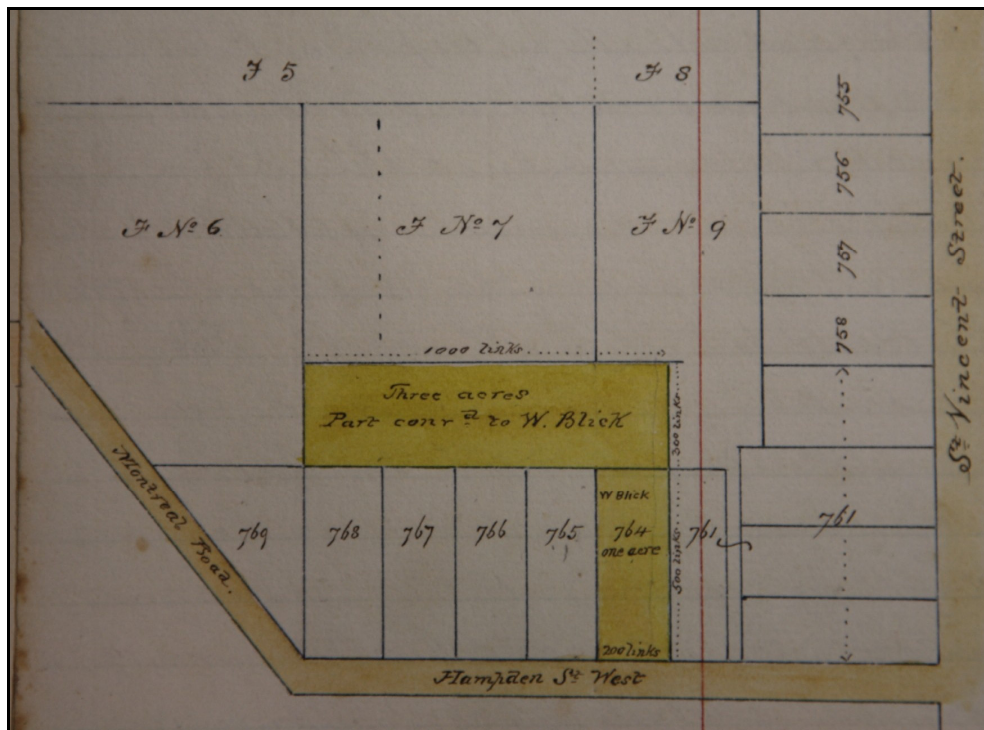 F 5
F 8
755
756
757
758
F Nº 6
F Nº 7
F Nº 9
Sᵗ Vincent Street.
1000 links
Three acres
Part convᵈ to W. Blick
300 links
Montreal Road.
769
768
767
766
765
W Blick
764
one acre
200 links
500 links
761
761
Hampden Sᵗ West